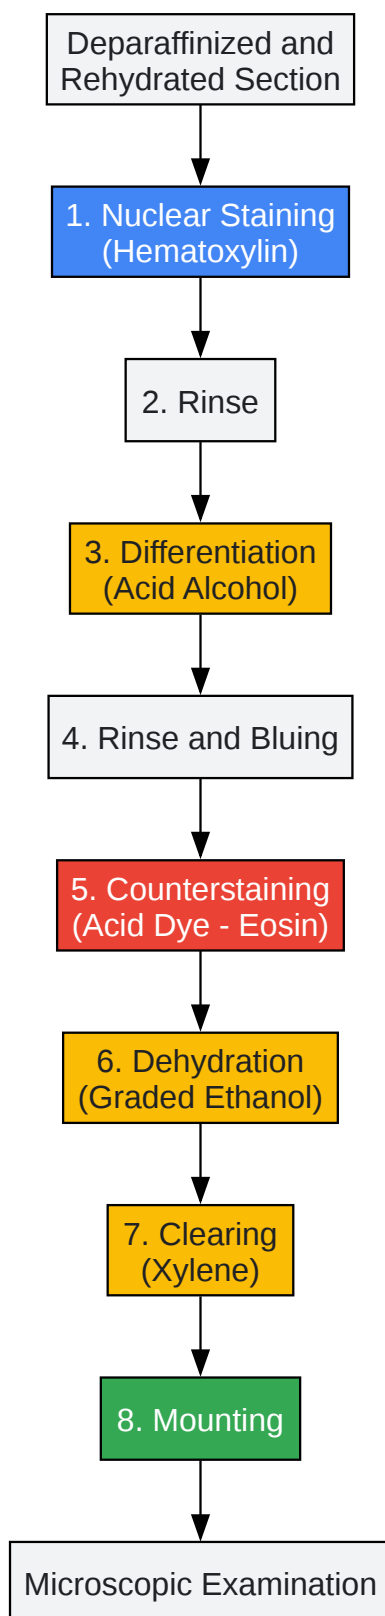 Deparaffinized and
Rehydrated Section
1. Nuclear Staining
(Hematoxylin)
2. Rinse
3. Differentiation
(Acid Alcohol)
4. Rinse and Bluing
5. Counterstaining
(Acid Dye - Eosin)
6. Dehydration
(Graded Ethanol)
7. Clearing
(Xylene)
8. Mounting
Microscopic Examination